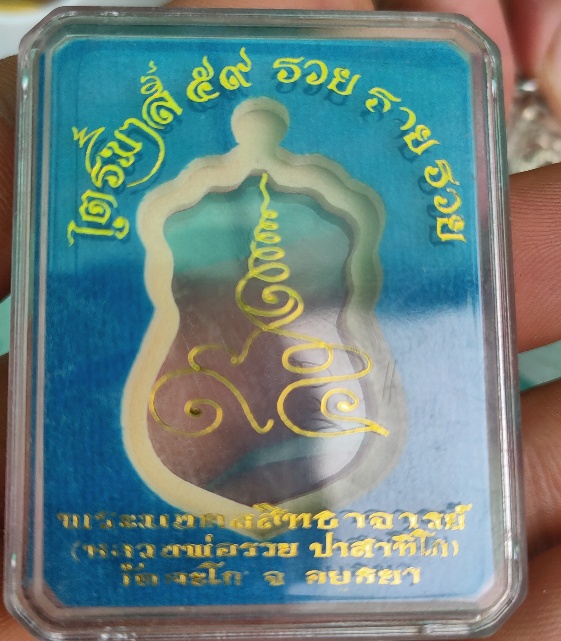 ไตรมาส ๕๙ รวย รวย รวย
พระมงคลสิทธาจารย์
(หลวงพ่อรวย ปาสาทิโก)
วัดตะโก จ อยุธยา